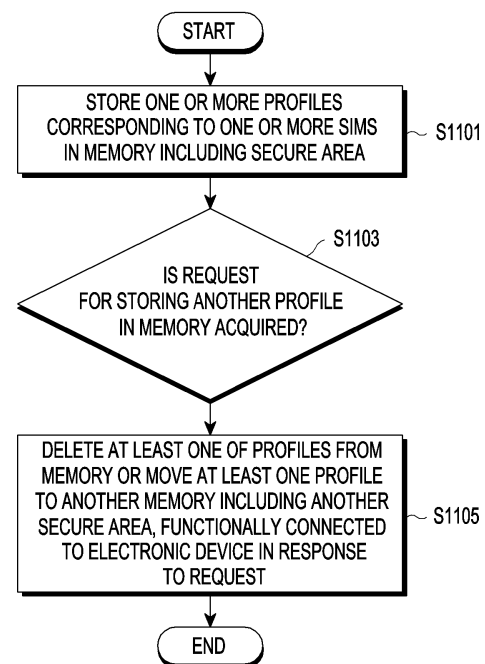 START
STORE ONE OR MORE PROFILES
CORRESPONDING TO ONE OR MORE SIMS
IN MEMORY INCLUDING SECURE AREA
S1101
S1103
IS REQUEST
FOR STORING ANOTHER PROFILE
IN MEMORY ACQUIRED?
DELETE AT LEAST ONE OF PROFILES FROM
MEMORY OR MOVE AT LEAST ONE PROFILE
TO ANOTHER MEMORY INCLUDING ANOTHER
SECURE AREA, FUNCTIONALLY CONNECTED
TO ELECTRONIC DEVICE IN RESPONSE
TO REQUEST
S1105
END